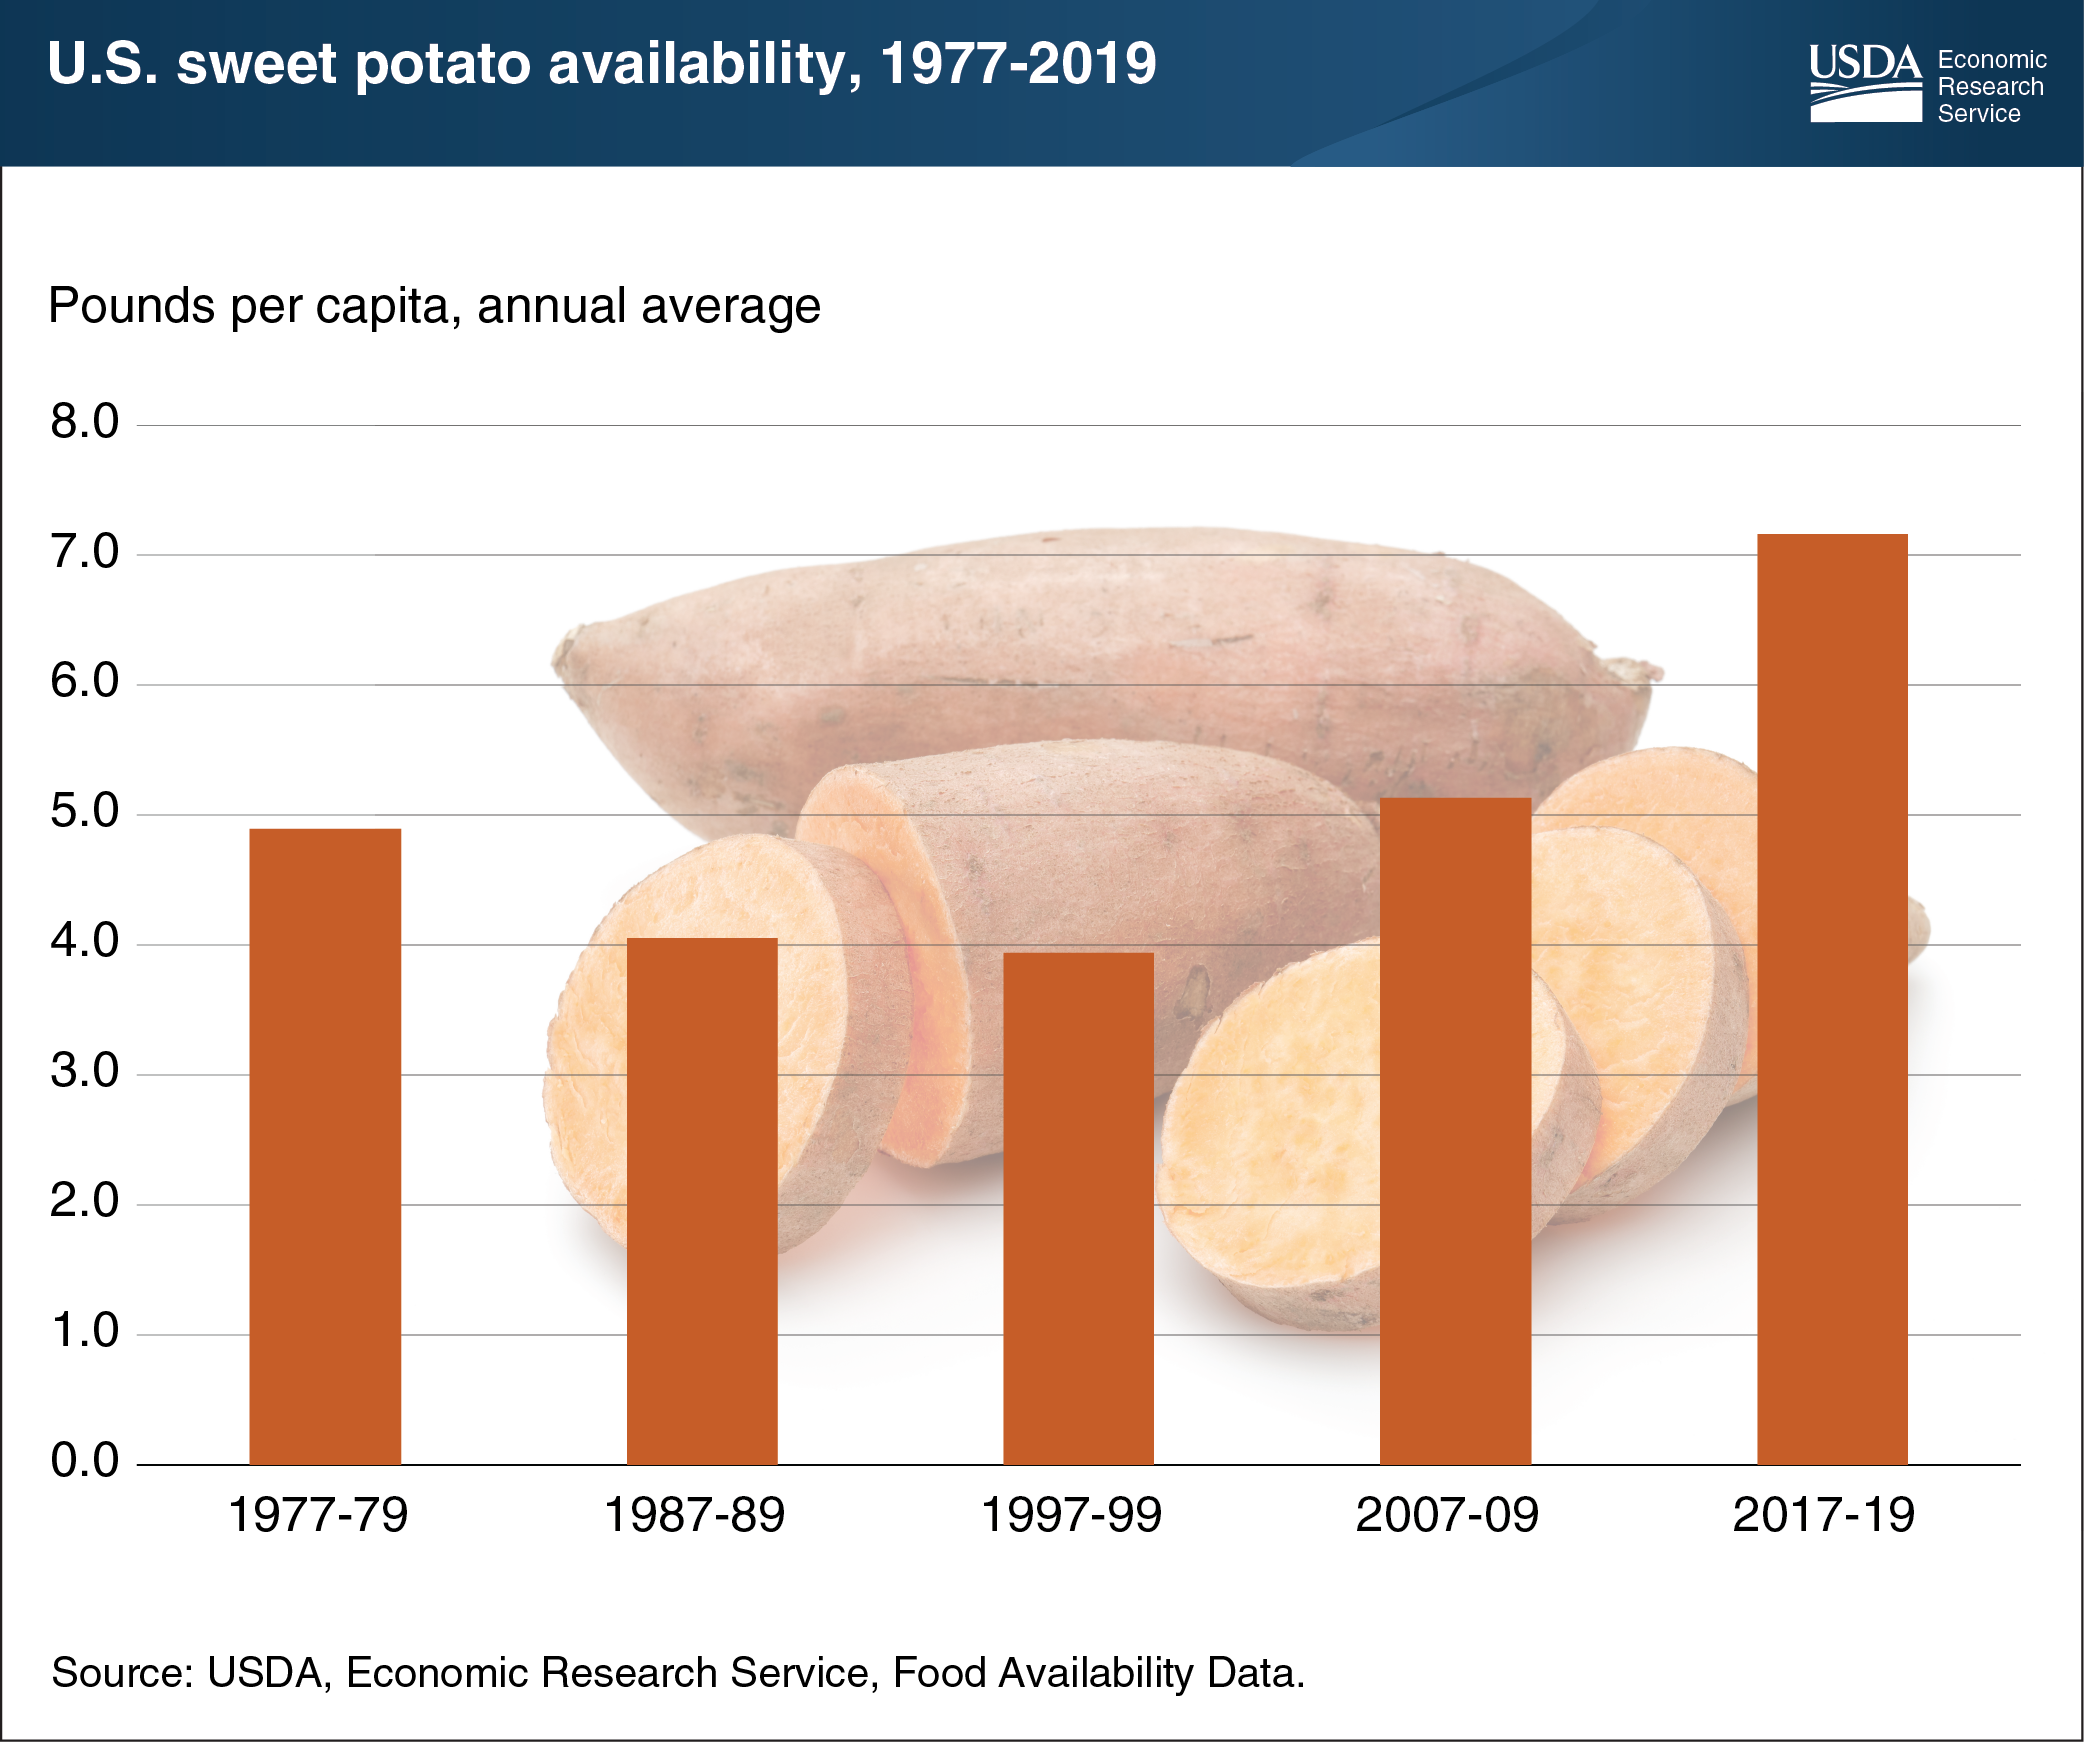 U.S. sweet potato availability, 1977-2019
USDA
Economic
Research
Service
Pounds per capita, annual average
8.0
7.0
6.0
5.0
4.0
3.0
2.0
1.0
0.0
1977-79 1987-89 1997-99 2007-09 2017-19
Source: USDA, Economic Research Service, Food Availability Data.